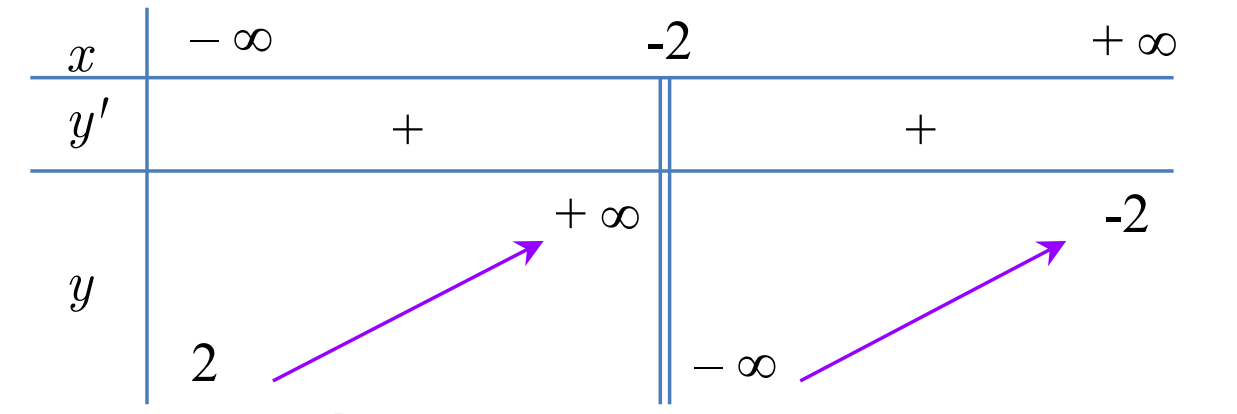 x − ∞ -2 + ∞
y′ + +
y 2 + ∞ − ∞ -2